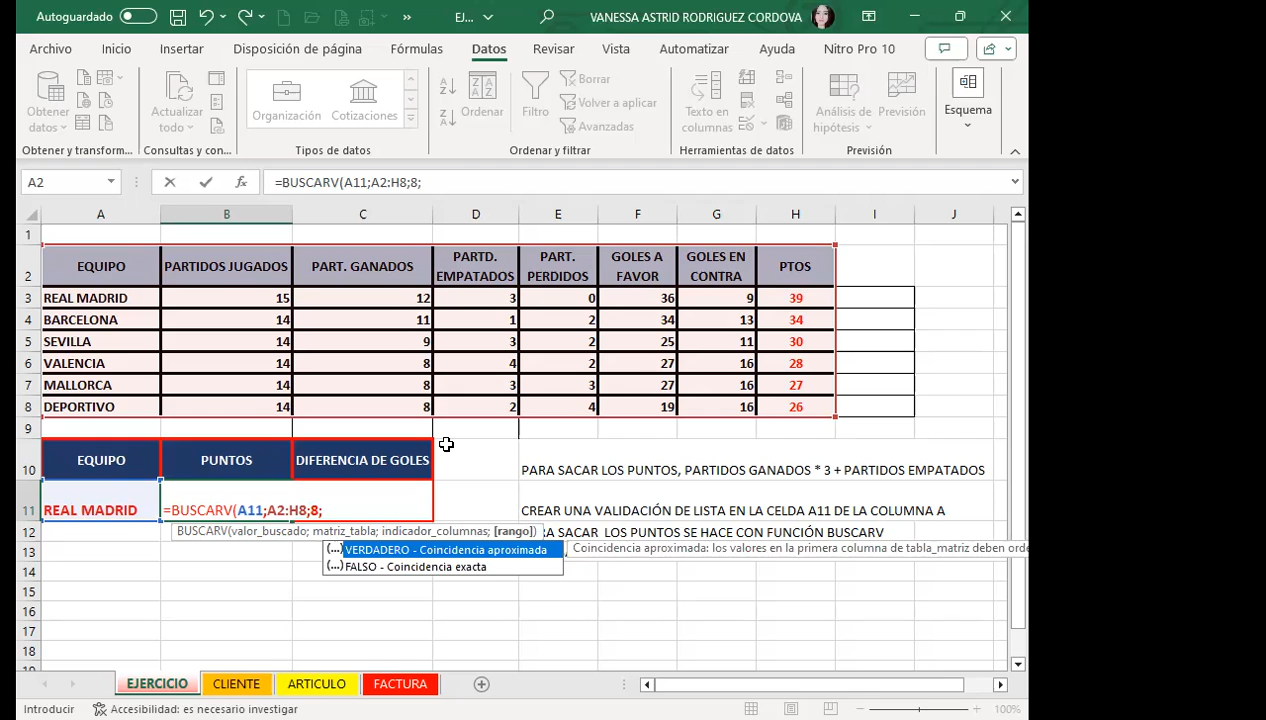 Autoguardado
EJ...
VANESSA ASTRID RODRIGUEZ CORDOVA
Archivo Inicio Insertar Disposición de página Fórmulas Datos Revisar Vista Automatizar Ayuda Nitro Pro 10
Obtener datos
Actualizar todo
Organización Cotizaciones
Ordenar
Filtro
Borrar
Volver a aplicar
Avanzadas
Texto en columnas
Análisis de hipótesis
Previsión
Esquema
Obtener y transform... Consultas y con... Tipos de datos Ordenar y filtrar Herramientas de datos Previsión
A2 fx =BUSCARV(A11;A2:H8;8;
A B C D E F G H I J
1
2 EQUIPO PARTIDOS JUGADOS PART. GANADOS PARTD. EMPATADOS PART. PERDIDOS GOLES A FAVOR GOLES EN CONTRA PTOS
3 REAL MADRID 15 12 3 0 36 9 39
4 BARCELONA 14 11 1 2 34 13 34
5 SEVILLA 14 9 3 2 25 11 30
6 VALENCIA 14 8 4 2 27 16 28
7 MALLORCA 14 8 3 3 27 16 27
8 DEPORTIVO 14 8 2 4 19 16 26
9
10 EQUIPO PUNTOS DIFERENCIA DE GOLES PARA SACAR LOS PUNTOS, PARTIDOS GANADOS * 3 + PARTIDOS EMPATADOS
11 REAL MADRID =BUSCARV(A11;A2:H8;8; CREAR UNA VALIDACIÓN DE LISTA EN LA CELDA A11 DE LA COLUMNA A
12 BUSCARV(valor_buscado; matriz_tabla; indicador_columnas; [rango]) RA SACAR LOS PUNTOS SE HACE CON FUNCIÓN BUSCARV
13 (...) VERDADERO - Coincidencia aproximada Coincidencia aproximada: los valores en la primera columna de tabla_matriz deben orde
(...) FALSO - Coincidencia exacta
14
15
16
17
18
19
EJERCICIO CLIENTE ARTICULO FACTURA
Introducir Accesibilidad: es necesario investigar 100%